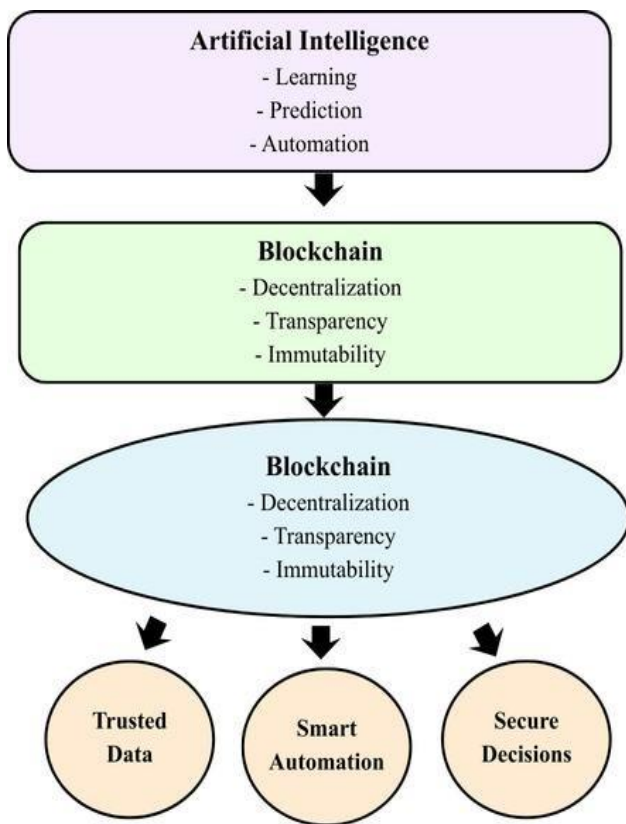 Artificial Intelligence
- Learning
- Prediction
- Automation
Blockchain
- Decentralization
- Transparency
- Immutability
Blockchain
- Decentralization
- Transparency
- Immutability
Trusted
Data
Smart
Automation
Secure
Decisions